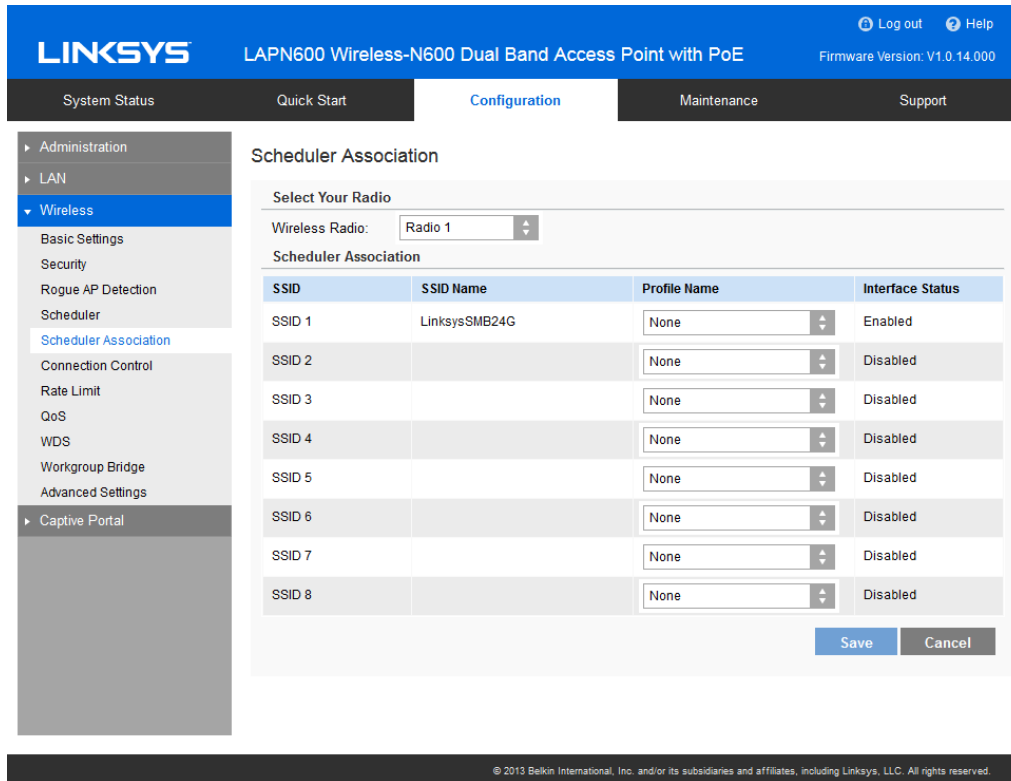 Log out Help
LINKSYS LAPN600 Wireless-N600 Dual Band Access Point with PoE Firmware Version: V1.0.14.000
System Status Quick Start Configuration Maintenance Support
Administration
LAN
Wireless
Basic Settings
Security
Rogue AP Detection
Scheduler
Scheduler Association
Connection Control
Rate Limit
QoS
WDS
Workgroup Bridge
Advanced Settings
Captive Portal
Scheduler Association
Select Your Radio
Wireless Radio: Radio 1
Scheduler Association
SSID SSID Name Profile Name Interface Status
SSID 1 LinksysSMB24G None Enabled
SSID 2 None Disabled
SSID 3 None Disabled
SSID 4 None Disabled
SSID 5 None Disabled
SSID 6 None Disabled
SSID 7 None Disabled
SSID 8 None Disabled
Save Cancel
© 2013 Belkin International, Inc. and/or its subsidiaries and affiliates, including Linksys, LLC. All rights reserved.